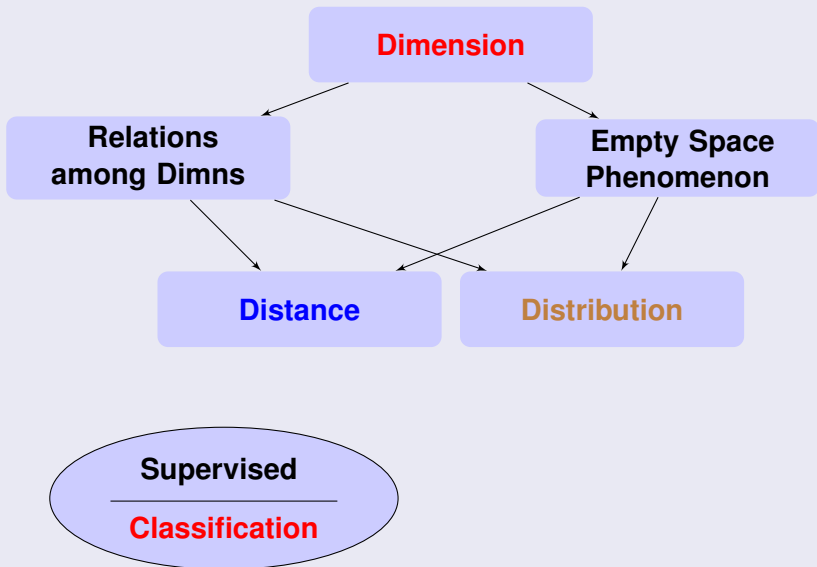 Dimension
Relations
among Dimns
Empty Space
Phenomenon
Distance
Distribution
Supervised
Classification